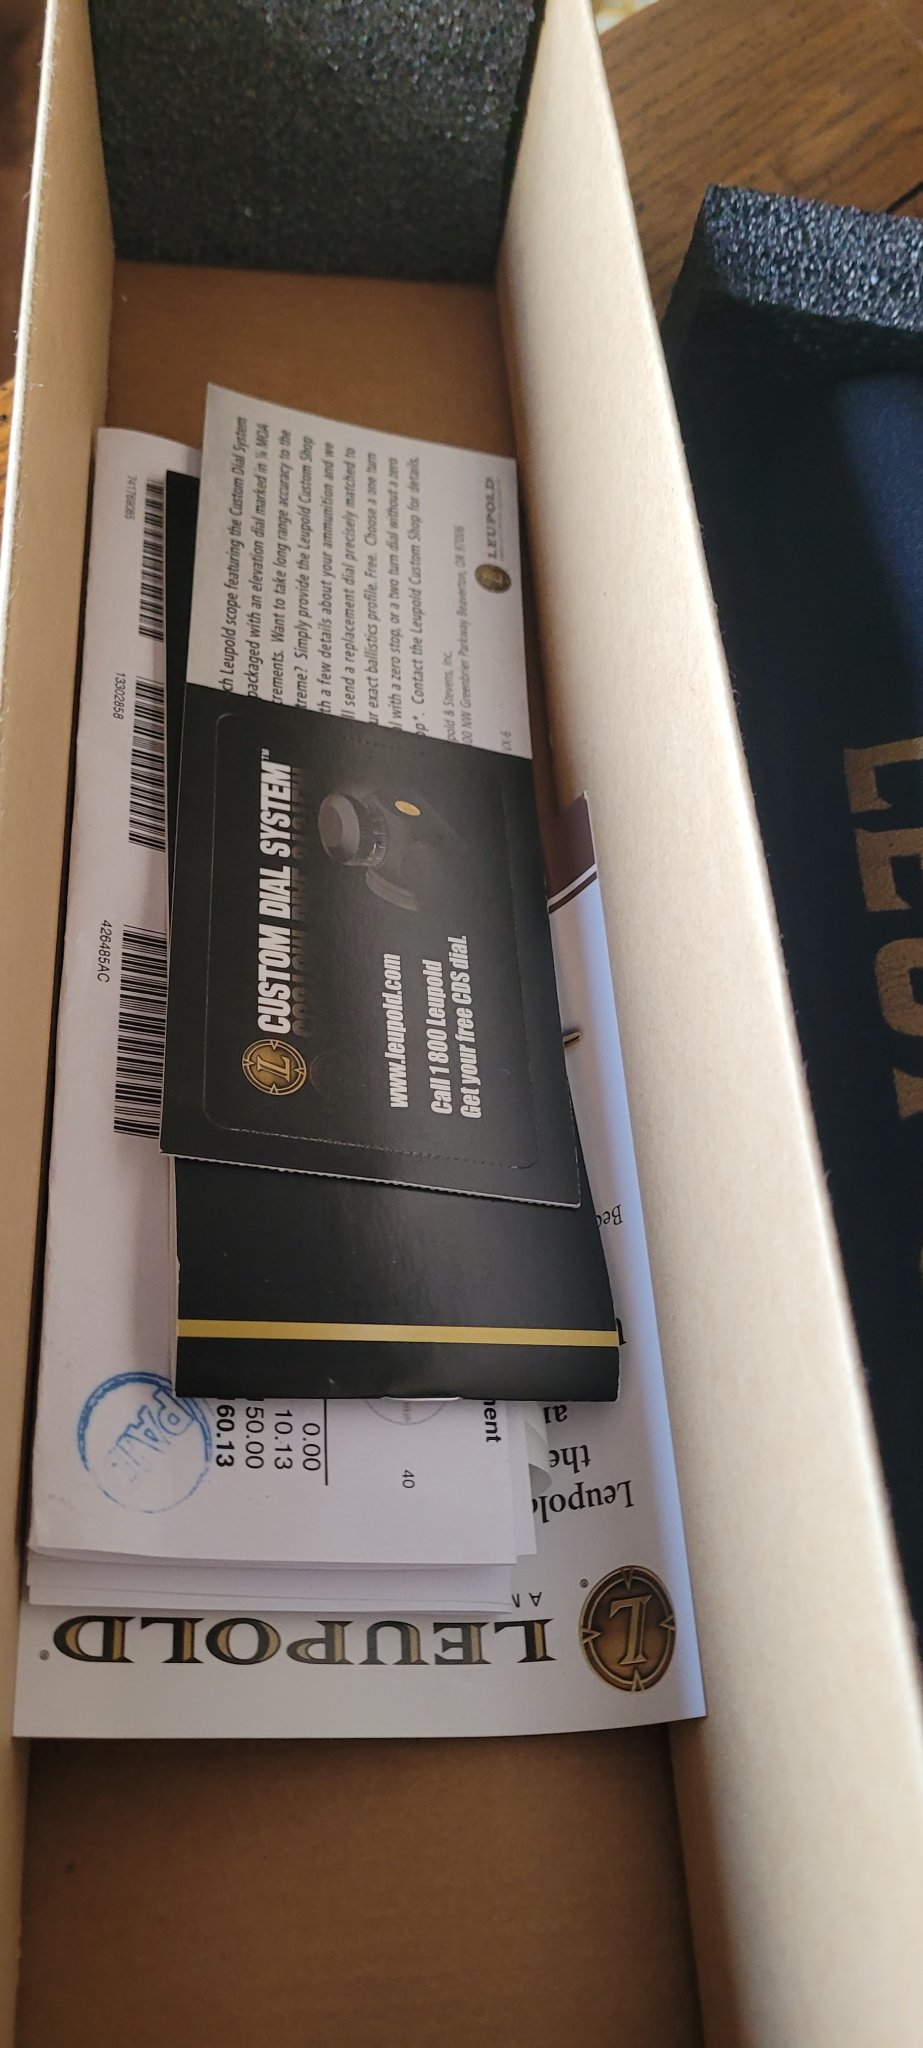 ch Leupold scope featuring the Custom Dial System
packaged with an elevation dial marked in ¼ MOA
crements. Want to take long range accuracy to the
treme? Simply provide the Leupold Custom Shop
th a few details about your ammunition and we
ll send a replacement dial precisely matched to
ur exact ballistics profile. Free. Choose a one turn
l with a zero stop, or a two turn dial without a zero
op*. Contact the Leupold Custom Shop for details.
pold & Stevens, Inc.
00 NW Greenbrier Parkway Beaverton, OR 97006
VX-6
LEUPOLD
CUSTOM DIAL SYSTEM™
www.leupold.com
Call 1 800 Leupold
Get your free CDS dial.
13302858
426485AC
PAID
0.00
10.13
50.00
60.13
ent
40
Leupold
the
LEUPOLD®
L
LEU